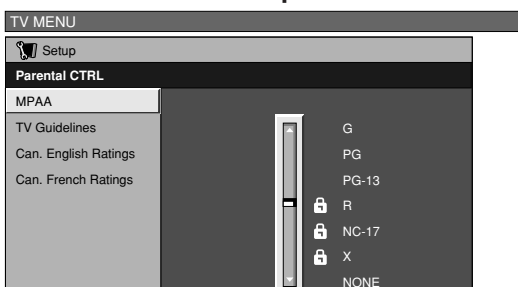 TV MENU
Setup
Parental CTRL
MPAA
TV Guidelines
Can. English Ratings
Can. French Ratings
G
PG
PG-13
R
NC-17
X
NONE